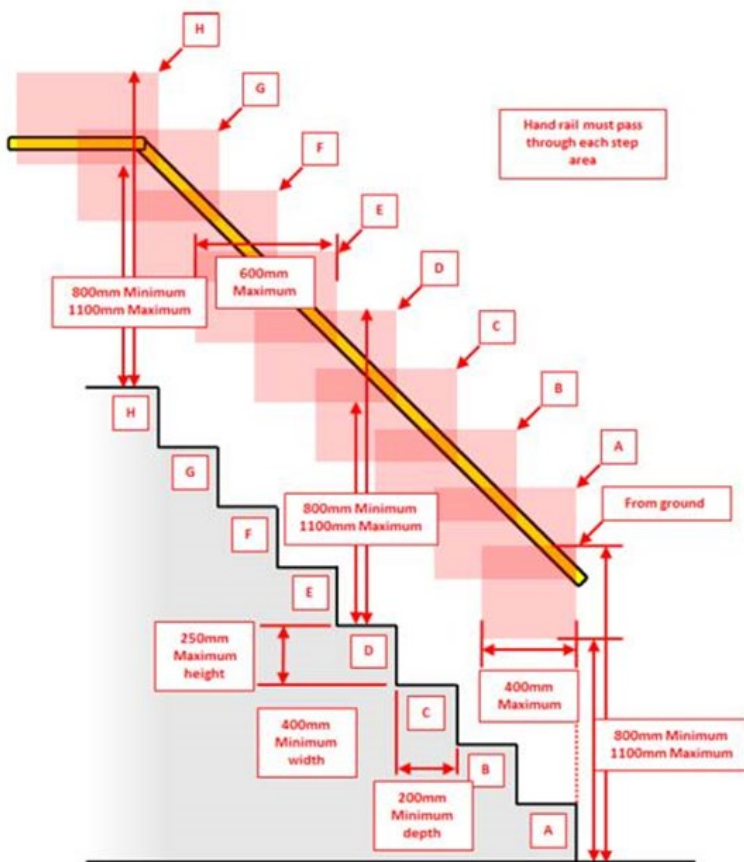 H
G
Hand rail must pass
through each step
area
F
E
D
600mm
Maximum
800mm Minimum
1100mm Maximum
C
B
H
A
G
From ground
800mm Minimum
1100mm Maximum
F
E
250mm
Maximum
height
D
400mm
Maximum
C
400mm
Minimum
width
800mm Minimum
1100mm Maximum
B
200mm
Minimum
depth
A